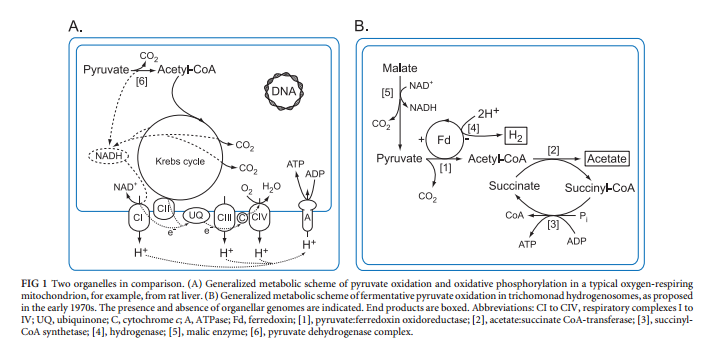 A.
CO2
Pyruvate
Acetyl-CoA
[6]
DNA
NADH
Krebs cycle
CO2
CO2
NAD+
O2
H2O
ATP
ADP
CI
CII
UQ
CIII
C
CIV
A
e-
e-
H+
H+
H+
H+
B.
Malate
[5]
NAD+
NADH
CO2
2H+
[4]
+
Fd
-
H2
Pyruvate
[1]
Acetyl-CoA
[2]
Acetate
CO2
Succinate
Succinyl-CoA
CoA
Pi
[3]
ATP
ADP
FIG 1 Two organelles in comparison. (A) Generalized metabolic scheme of pyruvate oxidation and oxidative phosphorylation in a typical oxygen-respiring
mitochondrion, for example, from rat liver. (B) Generalized metabolic scheme of fermentative pyruvate oxidation in trichomonad hydrogenosomes, as proposed
in the early 1970s. The presence and absence of organellar genomes are indicated. End products are boxed. Abbreviations: CI to CIV, respiratory complexes I to
IV; UQ, ubiquinone; C, cytochrome c; A, ATPase; Fd, ferredoxin; [1], pyruvate:ferredoxin oxidoreductase; [2], acetate:succinate CoA-transferase; [3], succinyl-
CoA synthetase; [4], hydrogenase; [5], malic enzyme; [6], pyruvate dehydrogenase complex.